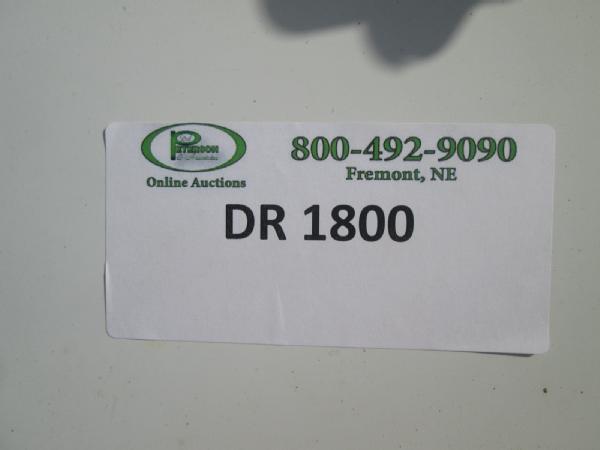 PETERSON
800-492-9090
Online Auctions
Fremont, NE
DR 1800